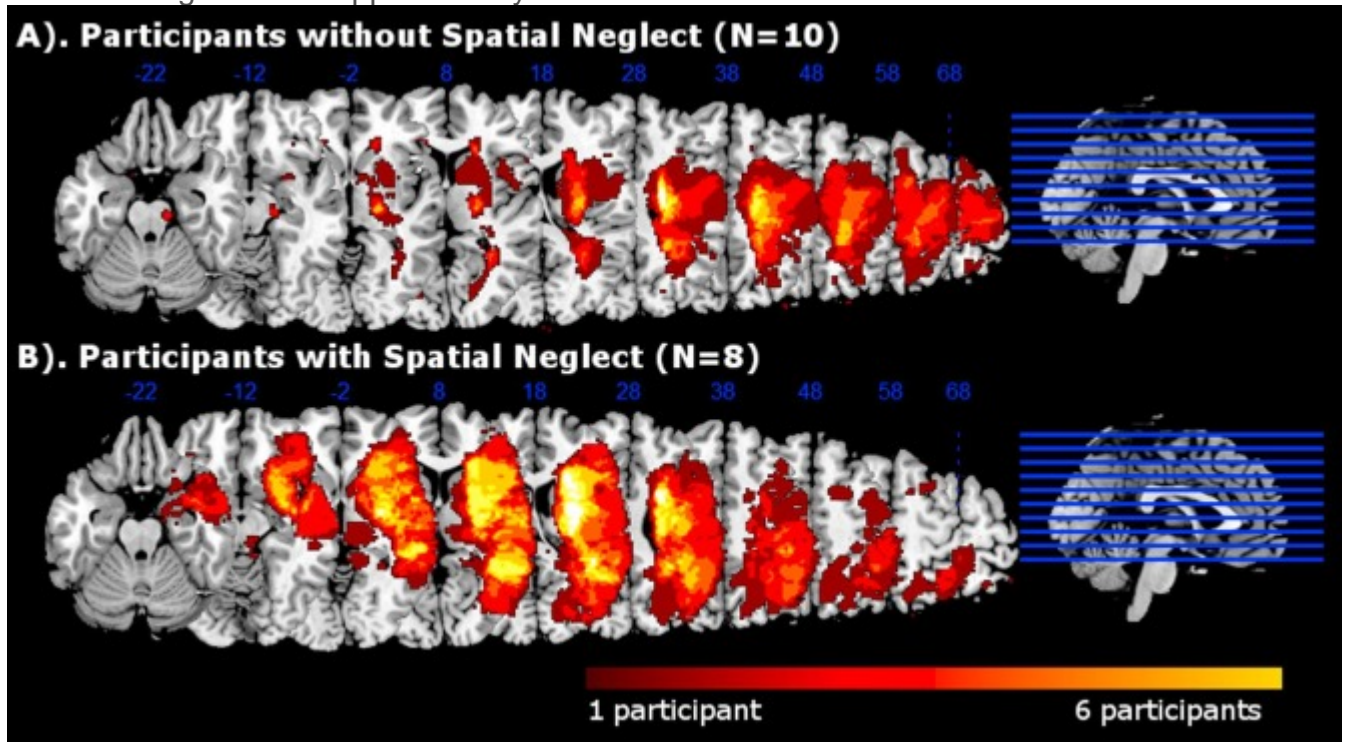 A). Participants without Spatial Neglect (N=10)
-22 -12 -2 8 18 28 38 48 58 68
B). Participants with Spatial Neglect (N=8)
-22 -12 -2 8 18 28 38 48 58 68
1 participant 6 participants